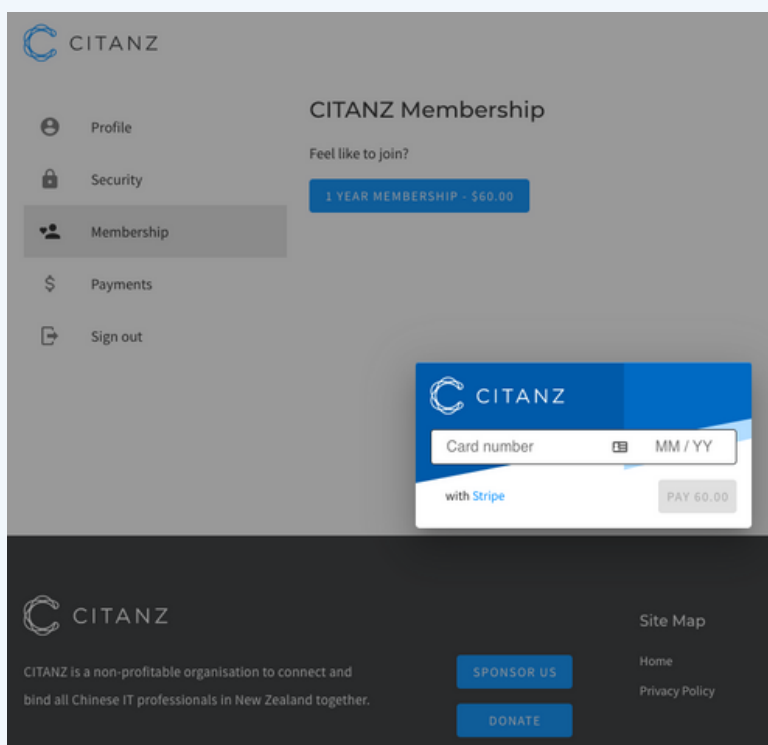 CITANZ
Profile
Security
Membership
Payments
Sign out
CITANZ Membership
Feel like to join?
1 YEAR MEMBERSHIP - $60.00
CITANZ
Card number
MM / YY
with Stripe
PAY 60.00
CITANZ
CITANZ is a non-profitable organisation to connect and
bind all Chinese IT professionals in New Zealand together.
SPONSOR US
DONATE
Site Map
Home
Privacy Policy